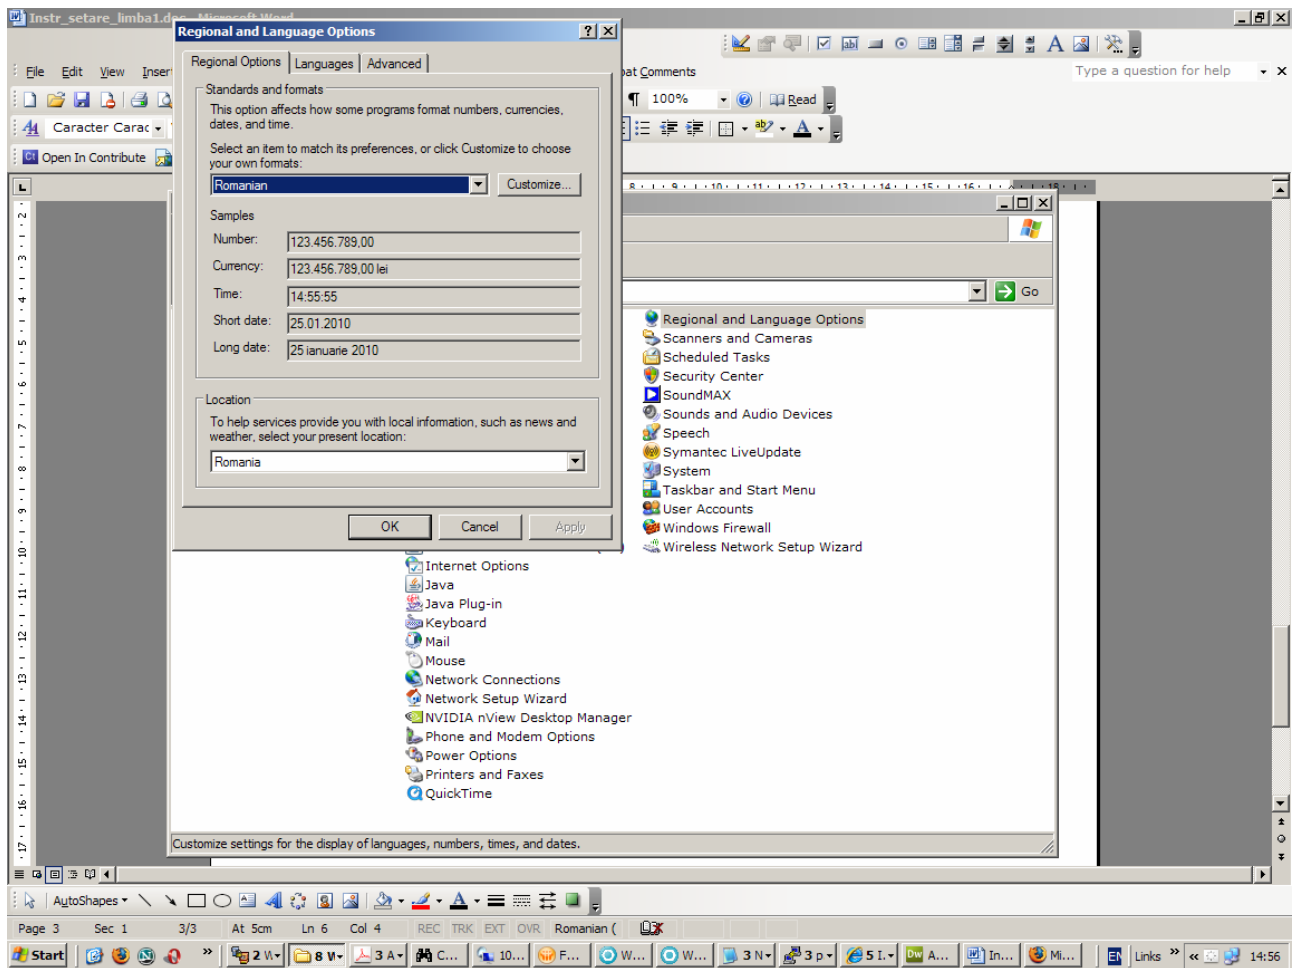 Instr_setare_limba1.doc - Microsoft Word
Regional and Language Options
File Edit View Inser
Comments
Type a question for help
100%
Read
Caracter Carac
Open In Contribute
Regional Options Languages Advanced
Standards and formats
This option affects how some programs format numbers, currencies,
dates, and time.
Select an item to match its preferences, or click Customize to choose
your own formats:
Romanian
Customize...
Samples
Number: 123.456.789,00
Currency: 123.456.789,00 lei
Time: 14:55:55
Short date: 25.01.2010
Long date: 25 ianuarie 2010
Location
To help services provide you with local information, such as news and
weather, select your present location:
Romania
OK Cancel Apply
Go
Regional and Language Options
Scanners and Cameras
Scheduled Tasks
Security Center
SoundMAX
Sounds and Audio Devices
Speech
Symantec LiveUpdate
System
Taskbar and Start Menu
User Accounts
Windows Firewall
Wireless Network Setup Wizard
Internet Options
Java
Java Plug-in
Keyboard
Mail
Mouse
Network Connections
Network Setup Wizard
NVIDIA nView Desktop Manager
Phone and Modem Options
Power Options
Printers and Faxes
QuickTime
Customize settings for the display of languages, numbers, times, and dates.
AutoShapes
Page 3 Sec 1 3/3 At 5cm Ln 6 Col 4 REC TRK EXT OVR Romanian (
Start 2 W 8 W 3 A C... 10... F... W... W... 3 N 3 p 5 I. A... In... Mi... EN Links 14:56